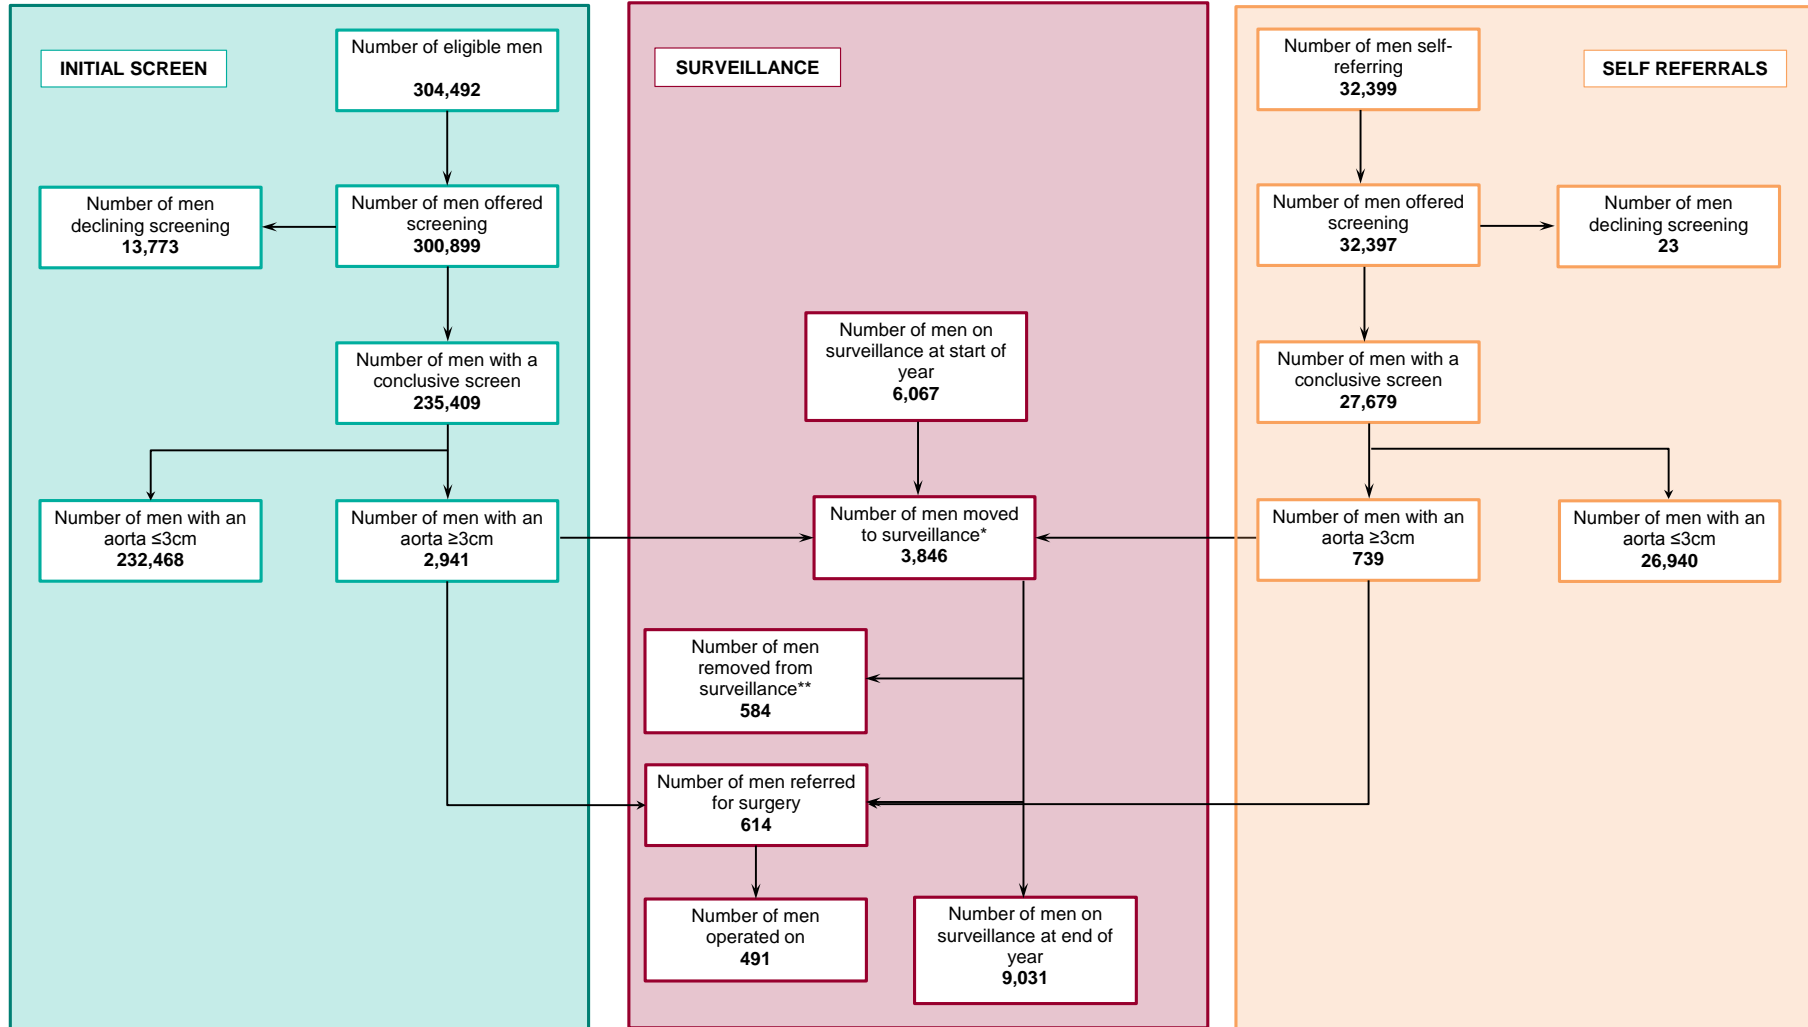 INITIAL SCREEN
Number of eligible men
304,492
Number of men
declining screening
13,773
Number of men offered
screening
300,899
Number of men with a
conclusive screen
235,409
Number of men with an
aorta ≤3cm
232,468
Number of men with an
aorta ≥3cm
2,941
SURVEILLANCE
Number of men on
surveillance at start of
year
6,067
Number of men moved
to surveillance*
3,846
Number of men
removed from
surveillance**
584
Number of men referred
for surgery
614
Number of men
operated on
491
Number of men on
surveillance at end of
year
9,031
SELF REFERRALS
Number of men self-
referring
32,399
Number of men offered
screening
32,397
Number of men
declining screening
23
Number of men with a
conclusive screen
27,679
Number of men with an
aorta ≥3cm
739
Number of men with an
aorta ≤3cm
26,940